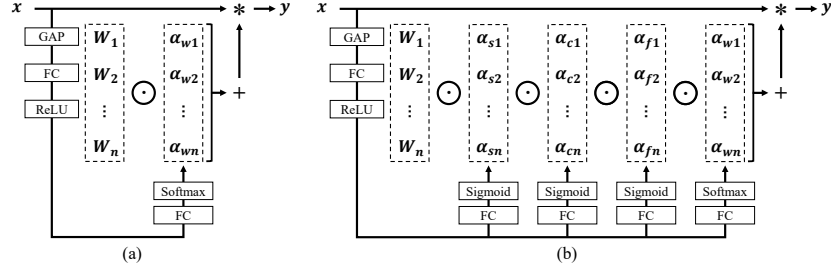 x * y
GAP
FC
ReLU
W1 αw1
W2 αw2
⋮ ⊙ ⋮ +
Wn αwn
Softmax
FC
(a)
x * y
GAP
FC
ReLU
W1 αs1 αc1 αf1 αw1
W2 αs2 αc2 αf2 αw2
⋮ ⊙ ⋮ ⊙ ⋮ ⊙ ⋮ ⊙ ⋮ +
Wn αsn αcn αfn αwn
Sigmoid Sigmoid Sigmoid Softmax
FC FC FC FC
(b)